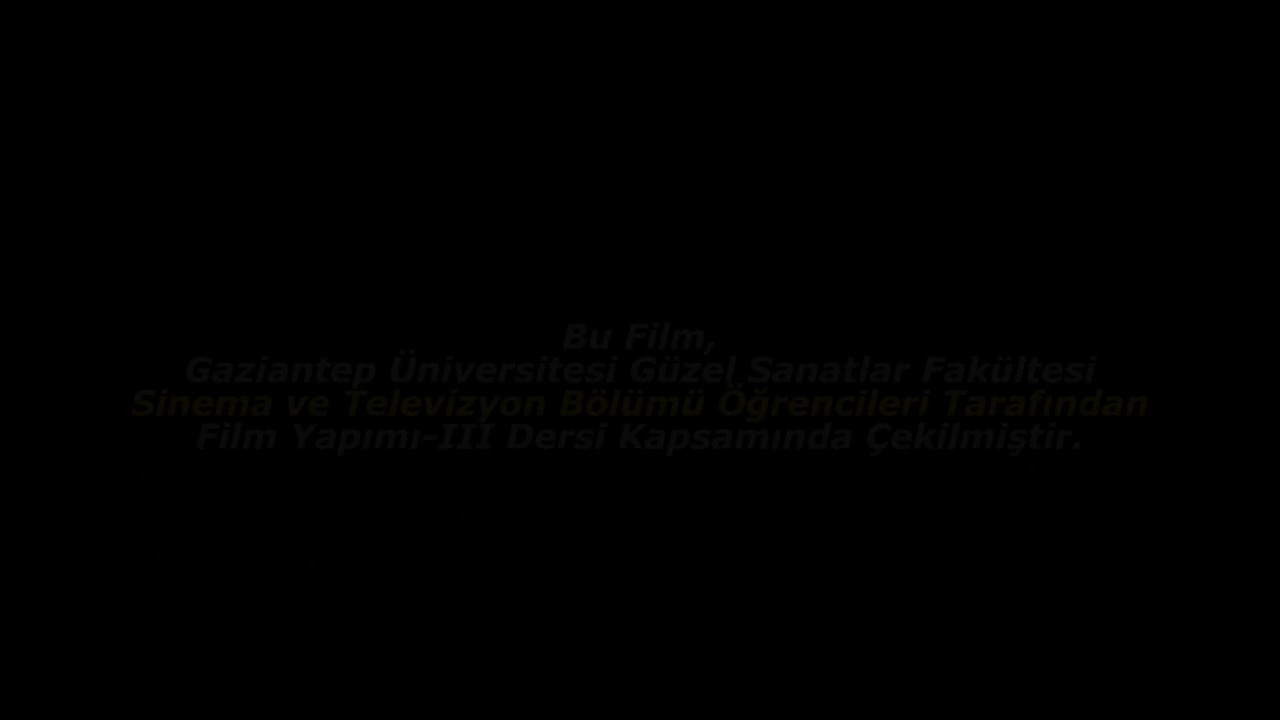 Bu Film,
Gaziantep Üniversitesi Güzel Sanatlar Fakültesi
Sinema ve Televizyon Bölümü Öğrencileri Tarafından
Film Yapımı-III Dersi Kapsamında Çekilmiştir.